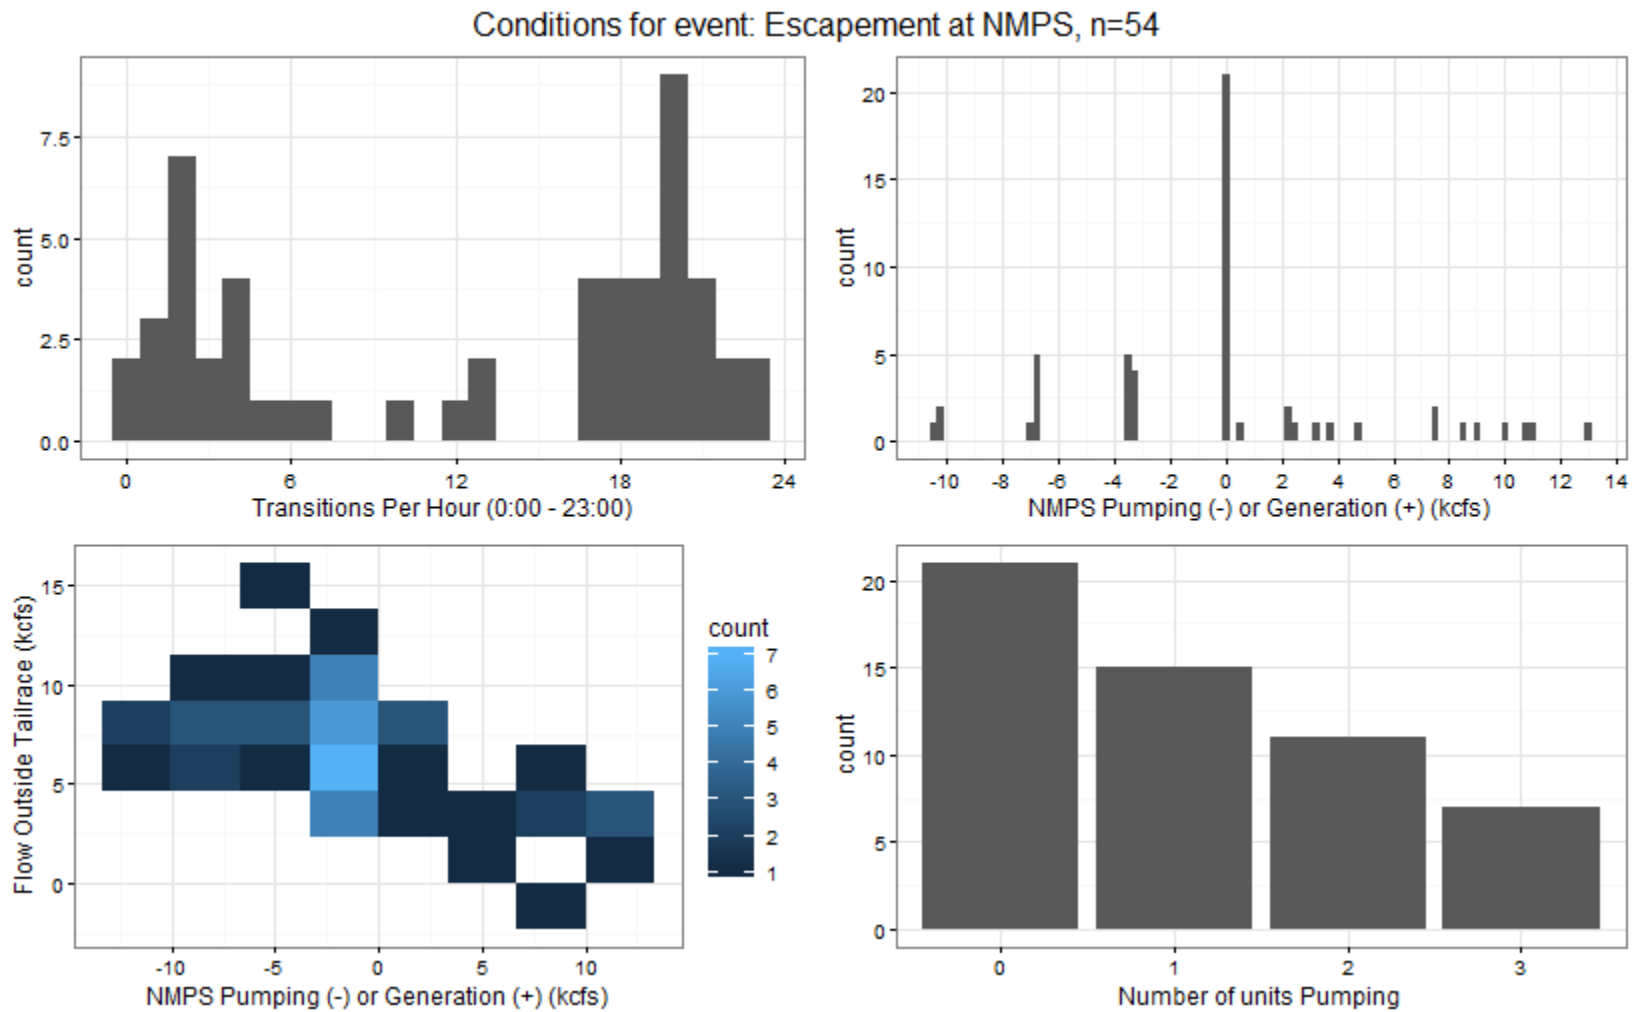 Conditions for event: Escapement at NMPS, n=54
count
7.5
5.0
2.5
0.0
0 6 12 18 24
Transitions Per Hour (0:00 - 23:00)
count
20
15
10
5
0
-10 -8 -6 -4 -2 0 2 4 6 8 10 12 14
NMPS Pumping (-) or Generation (+) (kcfs)
Flow Outside Tailrace (kcfs)
15
10
5
0
-10 -5 0 5 10
NMPS Pumping (-) or Generation (+) (kcfs)
count
7
6
5
4
3
2
1
count
20
15
10
5
0
0 1 2 3
Number of units Pumping